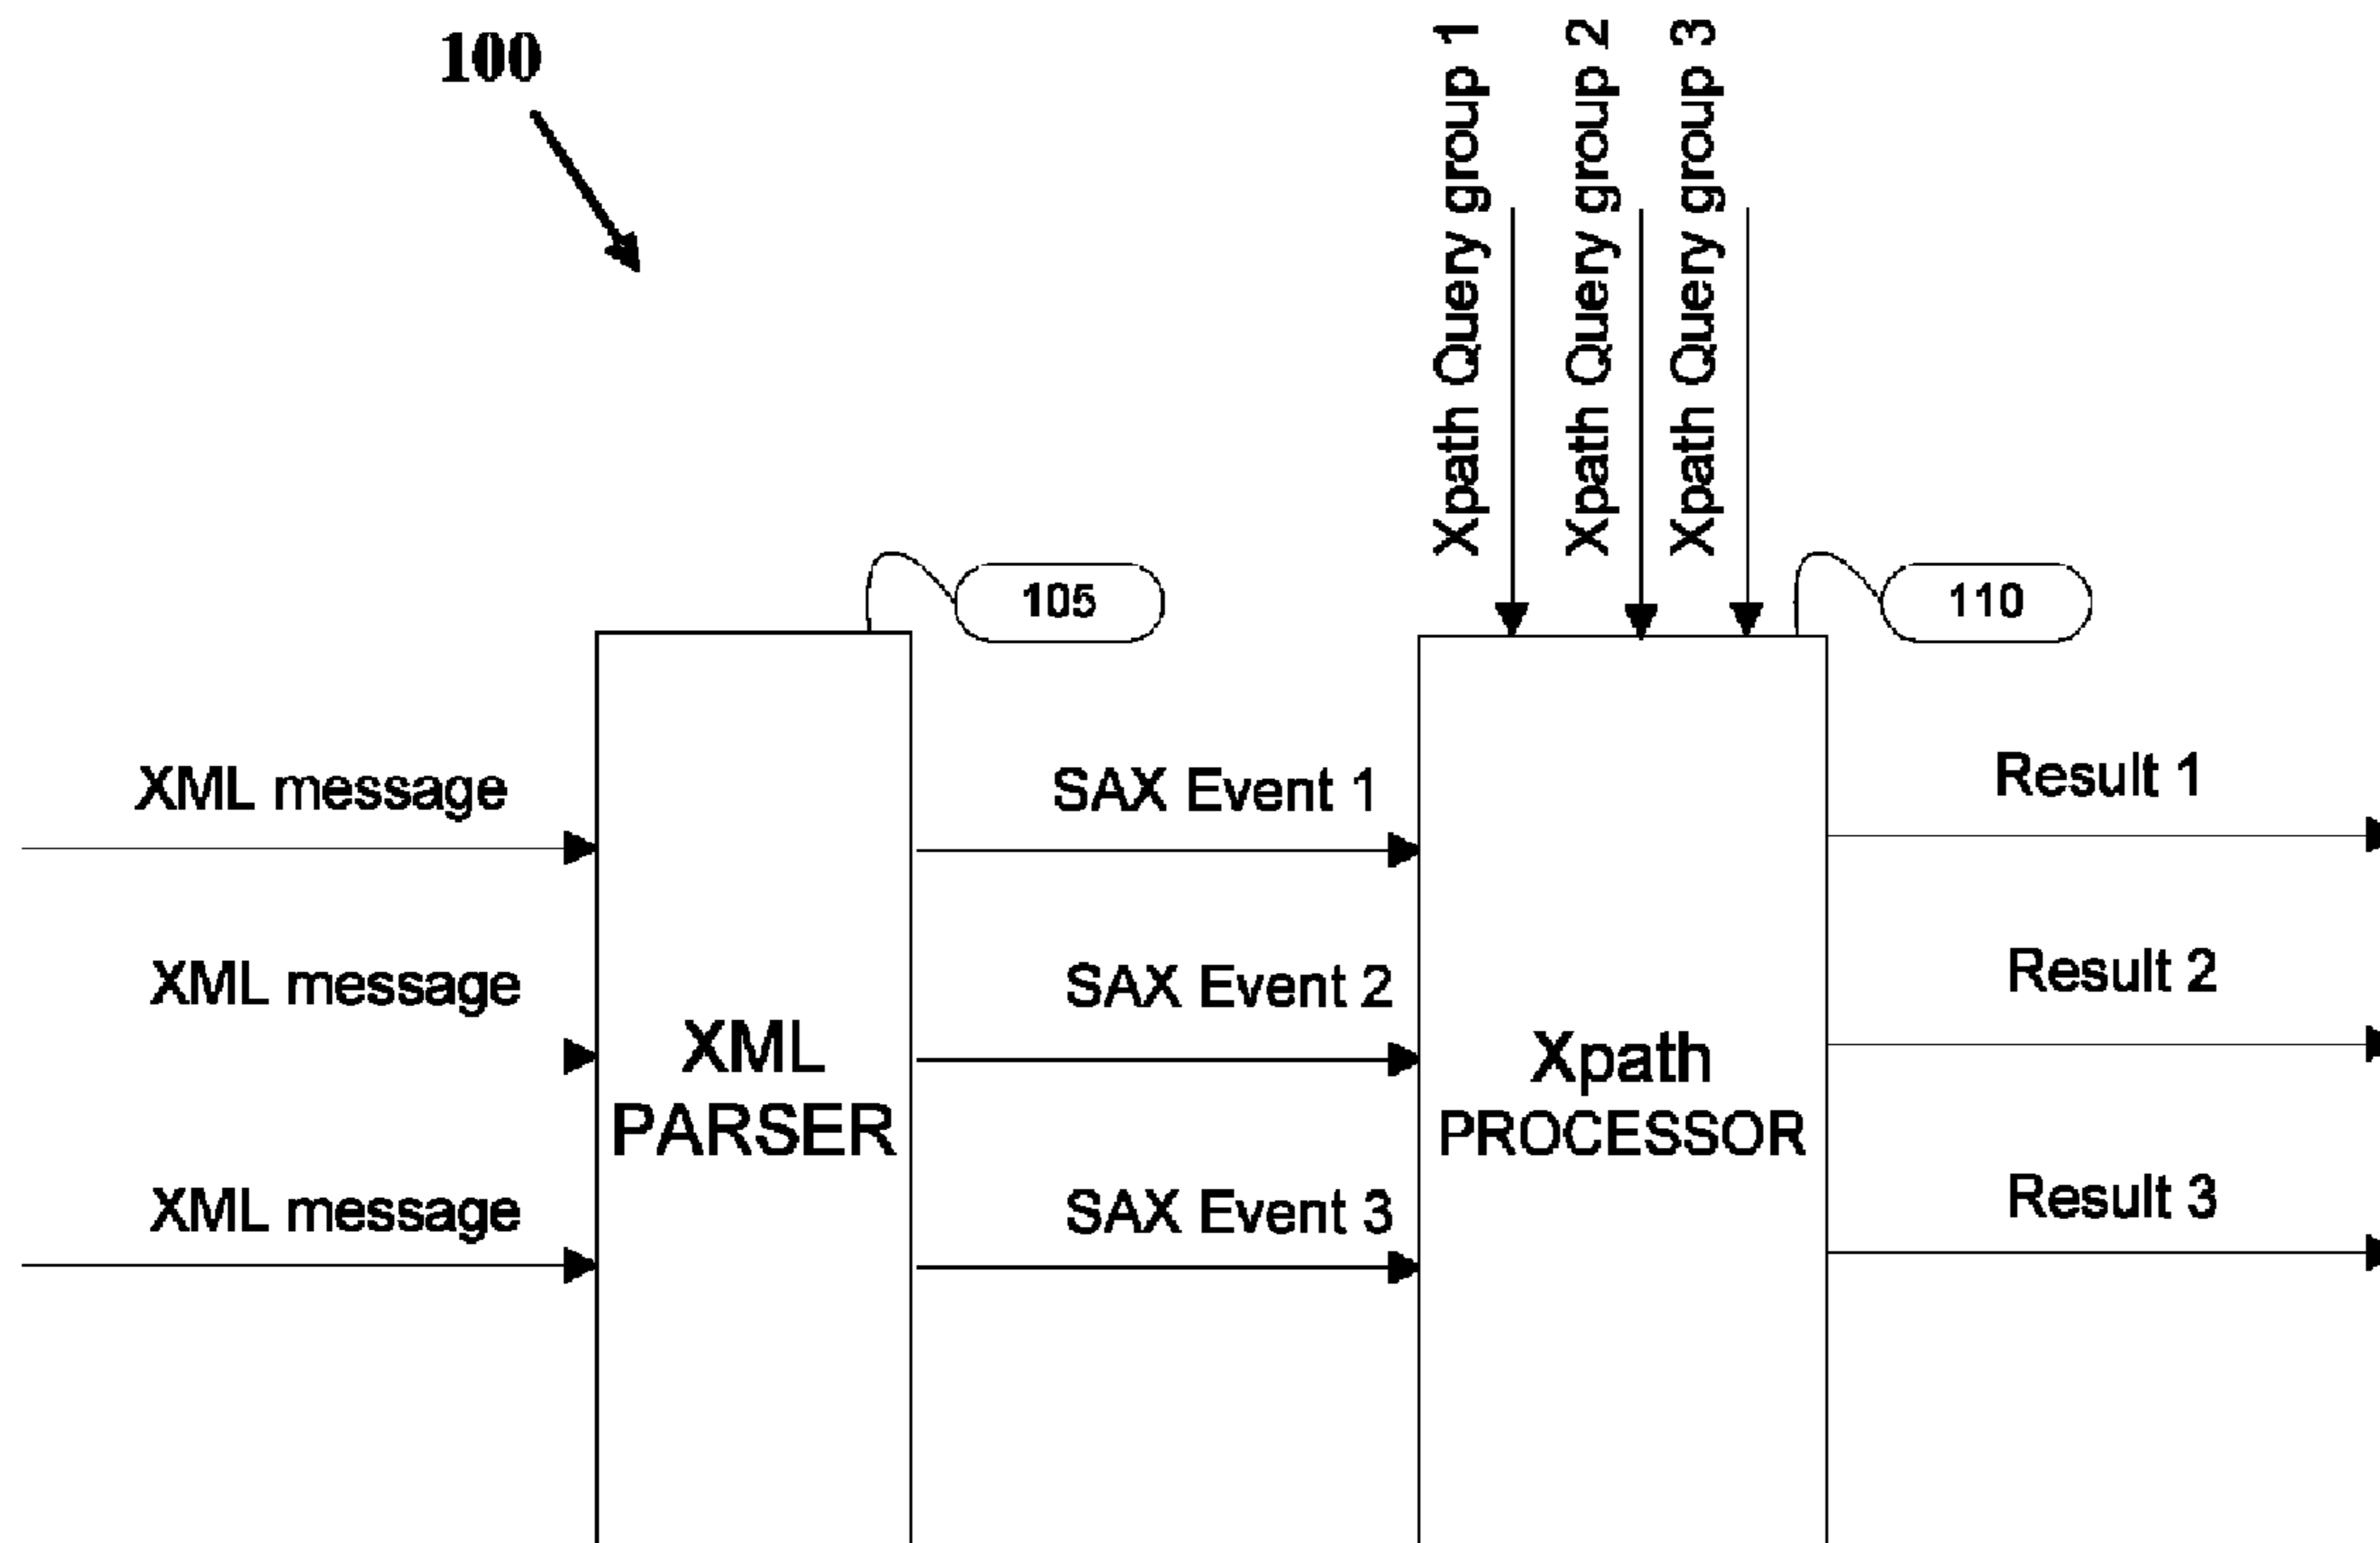 100
Xpath Query group 1
Xpath Query group 2
Xpath Query group 3
105
110
XML message
SAX Event 1
Result 1
XML message
SAX Event 2
Result 2
XML
PARSER
Xpath
PROCESSOR
XML message
SAX Event 3
Result 3